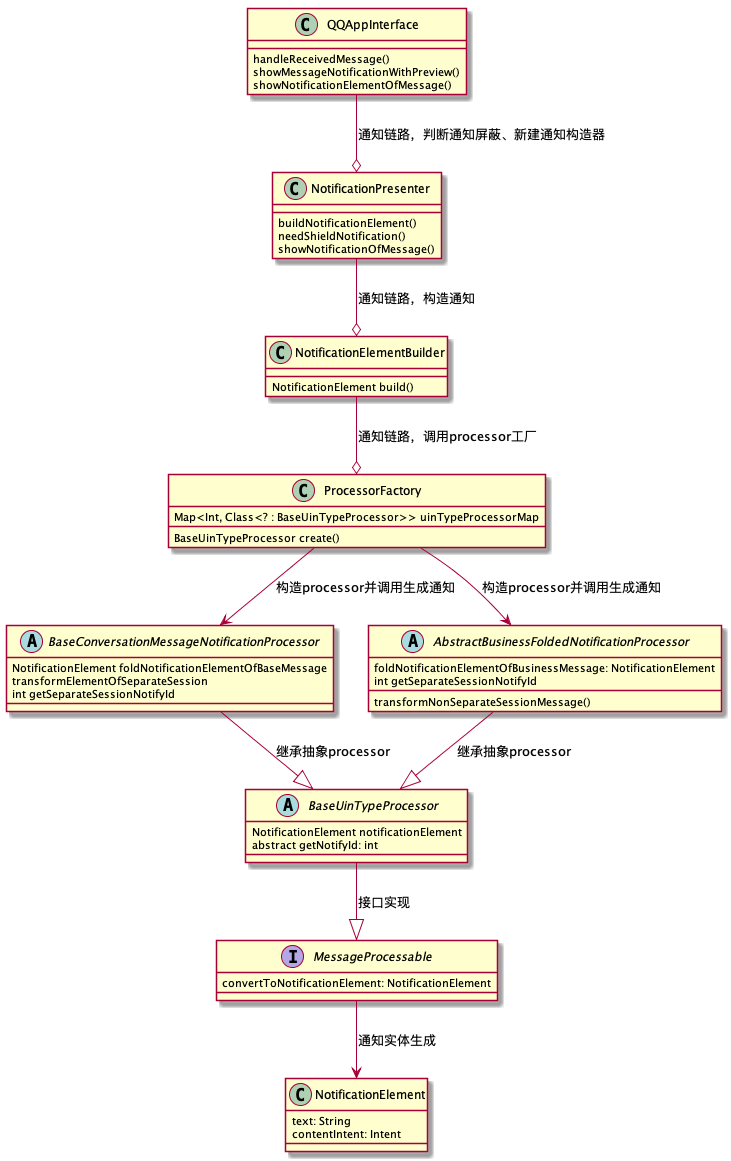 C QQAppInterface
handleReceivedMessage()
showMessageNotificationWithPreview()
showNotificationElementOfMessage()
通知链路，判断通知屏蔽、新建通知构造器
C NotificationPresenter
buildNotificationElement()
needShieldNotification()
showNotificationOfMessage()
通知链路，构造通知
C NotificationElementBuilder
NotificationElement build()
通知链路，调用processor工厂
C ProcessorFactory
Map<Int, Class<? : BaseUinTypeProcessor>> uinTypeProcessorMap
BaseUinTypeProcessor create()
构造processor并调用生成通知
构造processor并调用生成通知
A BaseConversationMessageNotificationProcessor
NotificationElement foldNotificationElementOfBaseMessage
transformElementOfSeparateSession
int getSeparateSessionNotifyId
A AbstractBusinessFoldedNotificationProcessor
foldNotificationElementOfBusinessMessage: NotificationElement
int getSeparateSessionNotifyId
transformNonSeparateSessionMessage()
继承抽象processor
继承抽象processor
A BaseUinTypeProcessor
NotificationElement notificationElement
abstract getNotifyId: int
接口实现
I MessageProcessable
convertToNotificationElement: NotificationElement
通知实体生成
C NotificationElement
text: String
contentIntent: Intent